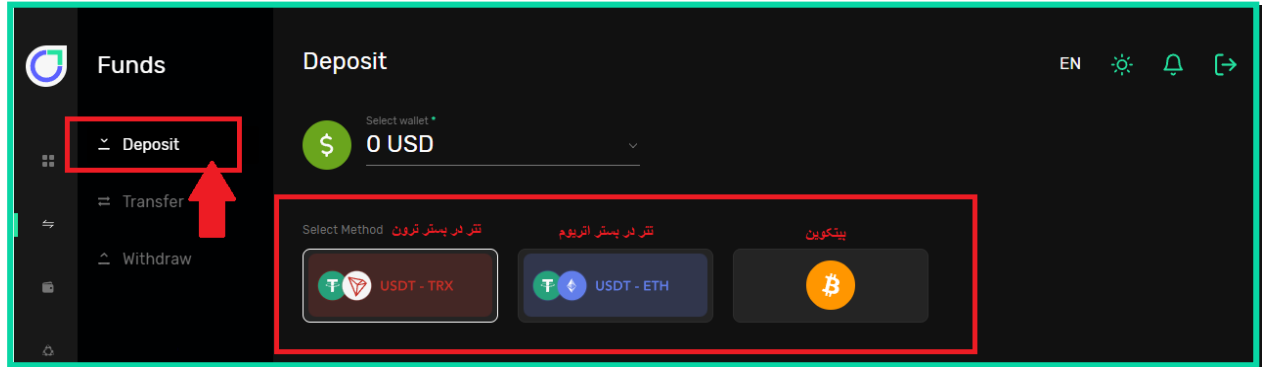 Funds
Deposit
Transfer
Withdraw
Deposit
EN
Select wallet *
0 USD
Select Method
تتر در بستر ترون
تتر در بستر اتریوم
بیتکوین
USDT - TRX
USDT - ETH